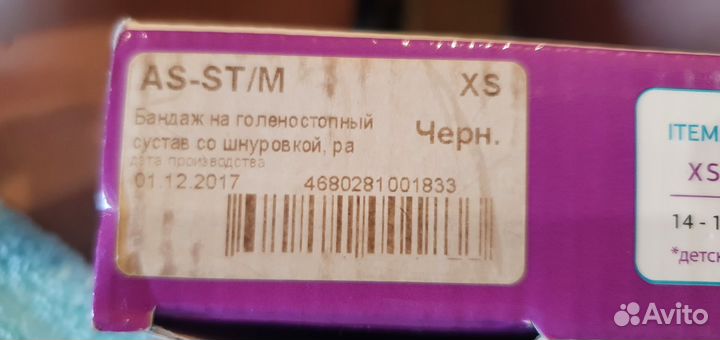 AS-ST/M XS
Бандаж на голеностопный
сустав со шнуровкой, ра
Черн.
дата производства
01.12.2017 4680281001833
ITEM
XS
14 - 1
*детск
Avito